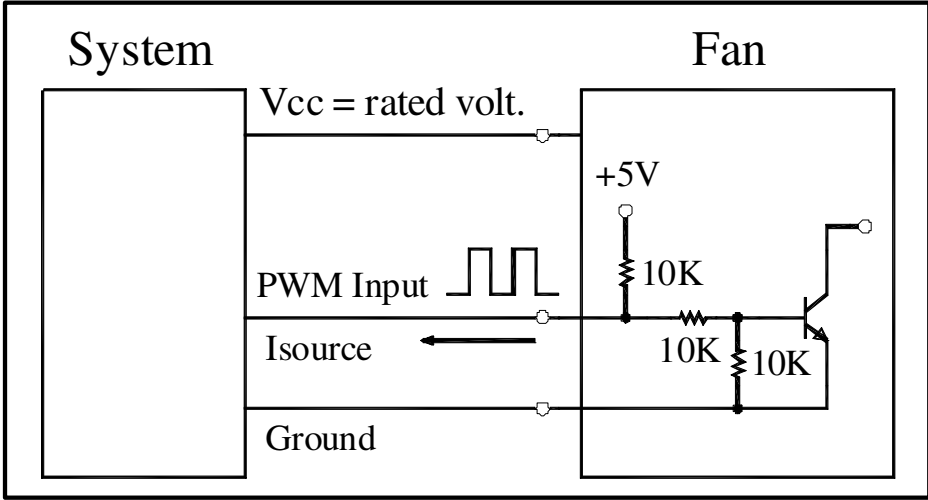 System
Fan
Vcc = rated volt.
+5V
10K
PWM Input
10K
10K
Isource
Ground